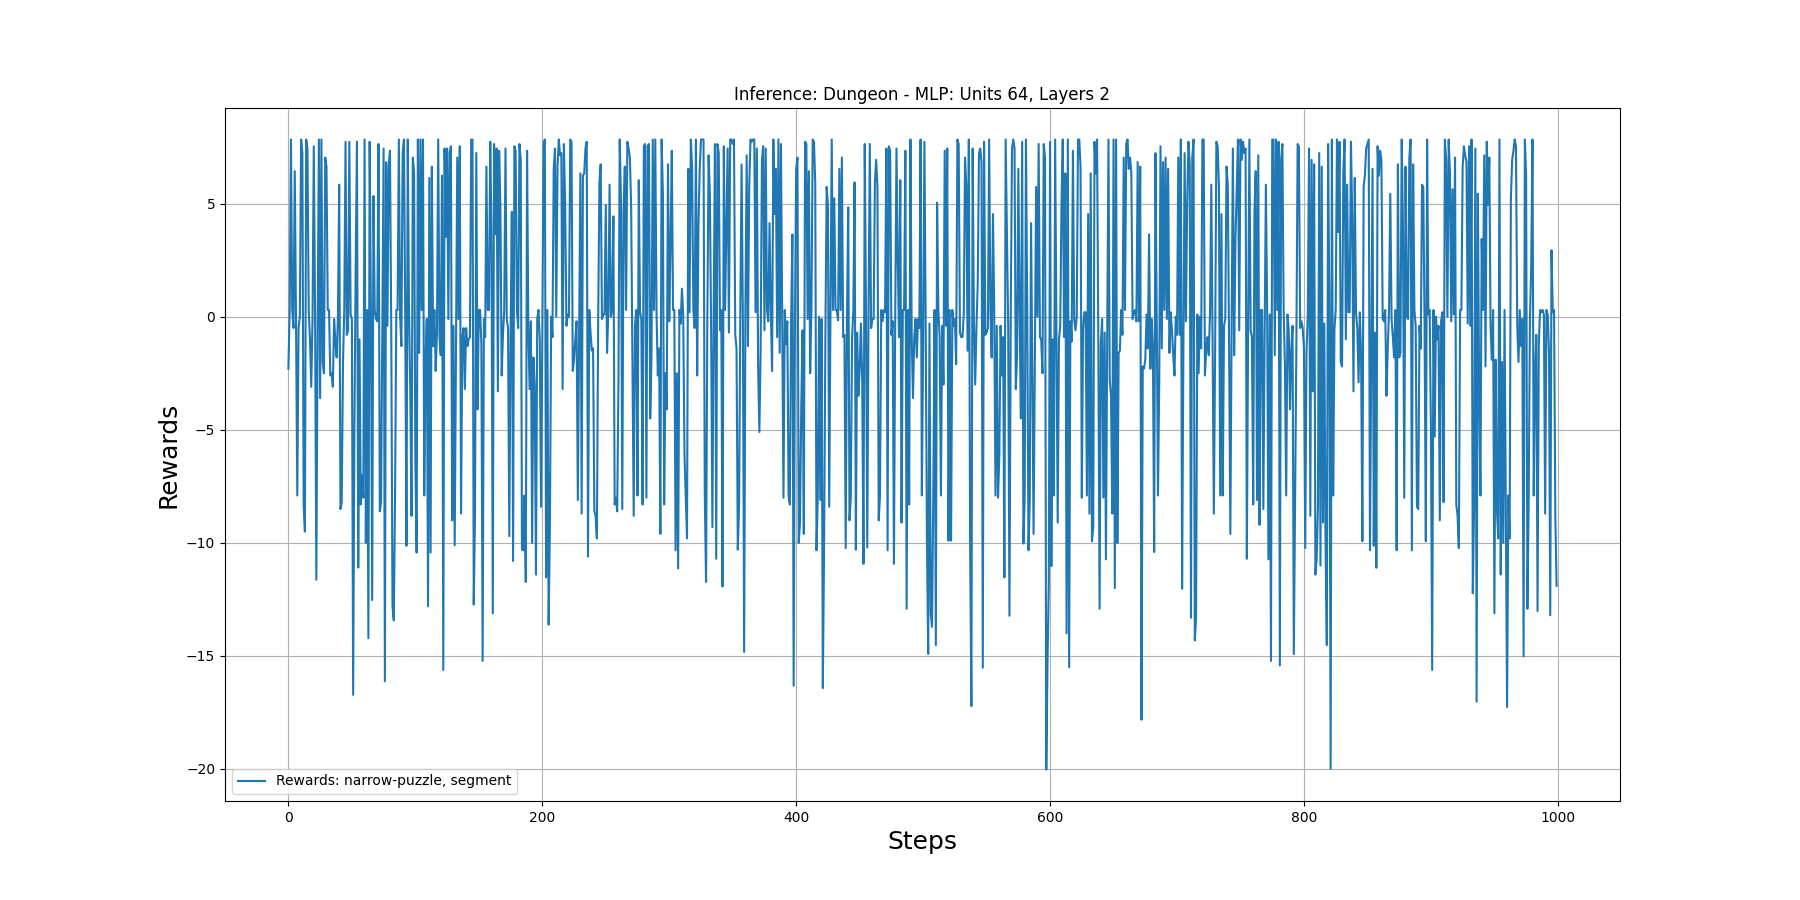 Inference: Dungeon - MLP: Units 64, Layers 2
5
0
−5
−10
−15
−20
Rewards
Rewards: narrow-puzzle, segment
0 200 400 600 800 1000
Steps